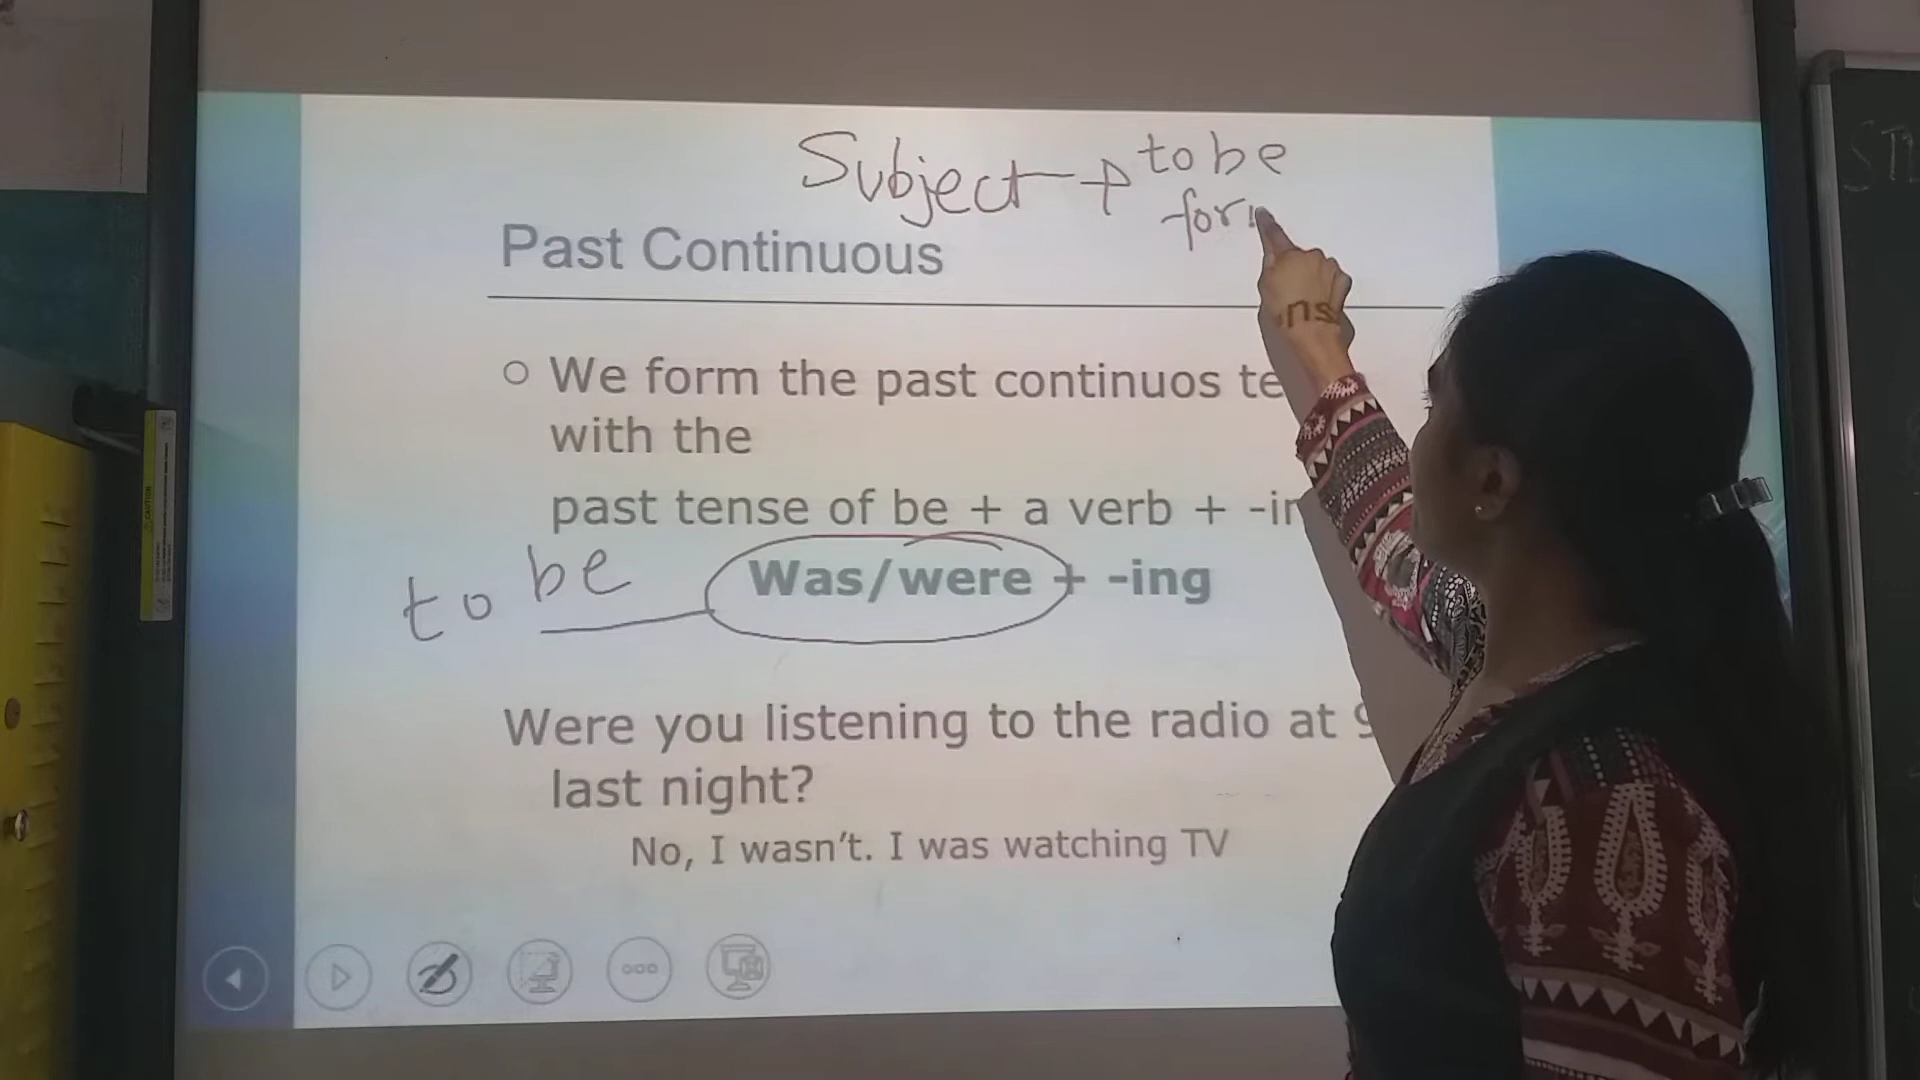 Subject + to be
for
Past Continuous
We form the past continuos te
with the
past tense of be + a verb + -in
to be Was/were + -ing
Were you listening to the radio at 9
last night?
No, I wasn't. I was watching TV
CAUTION